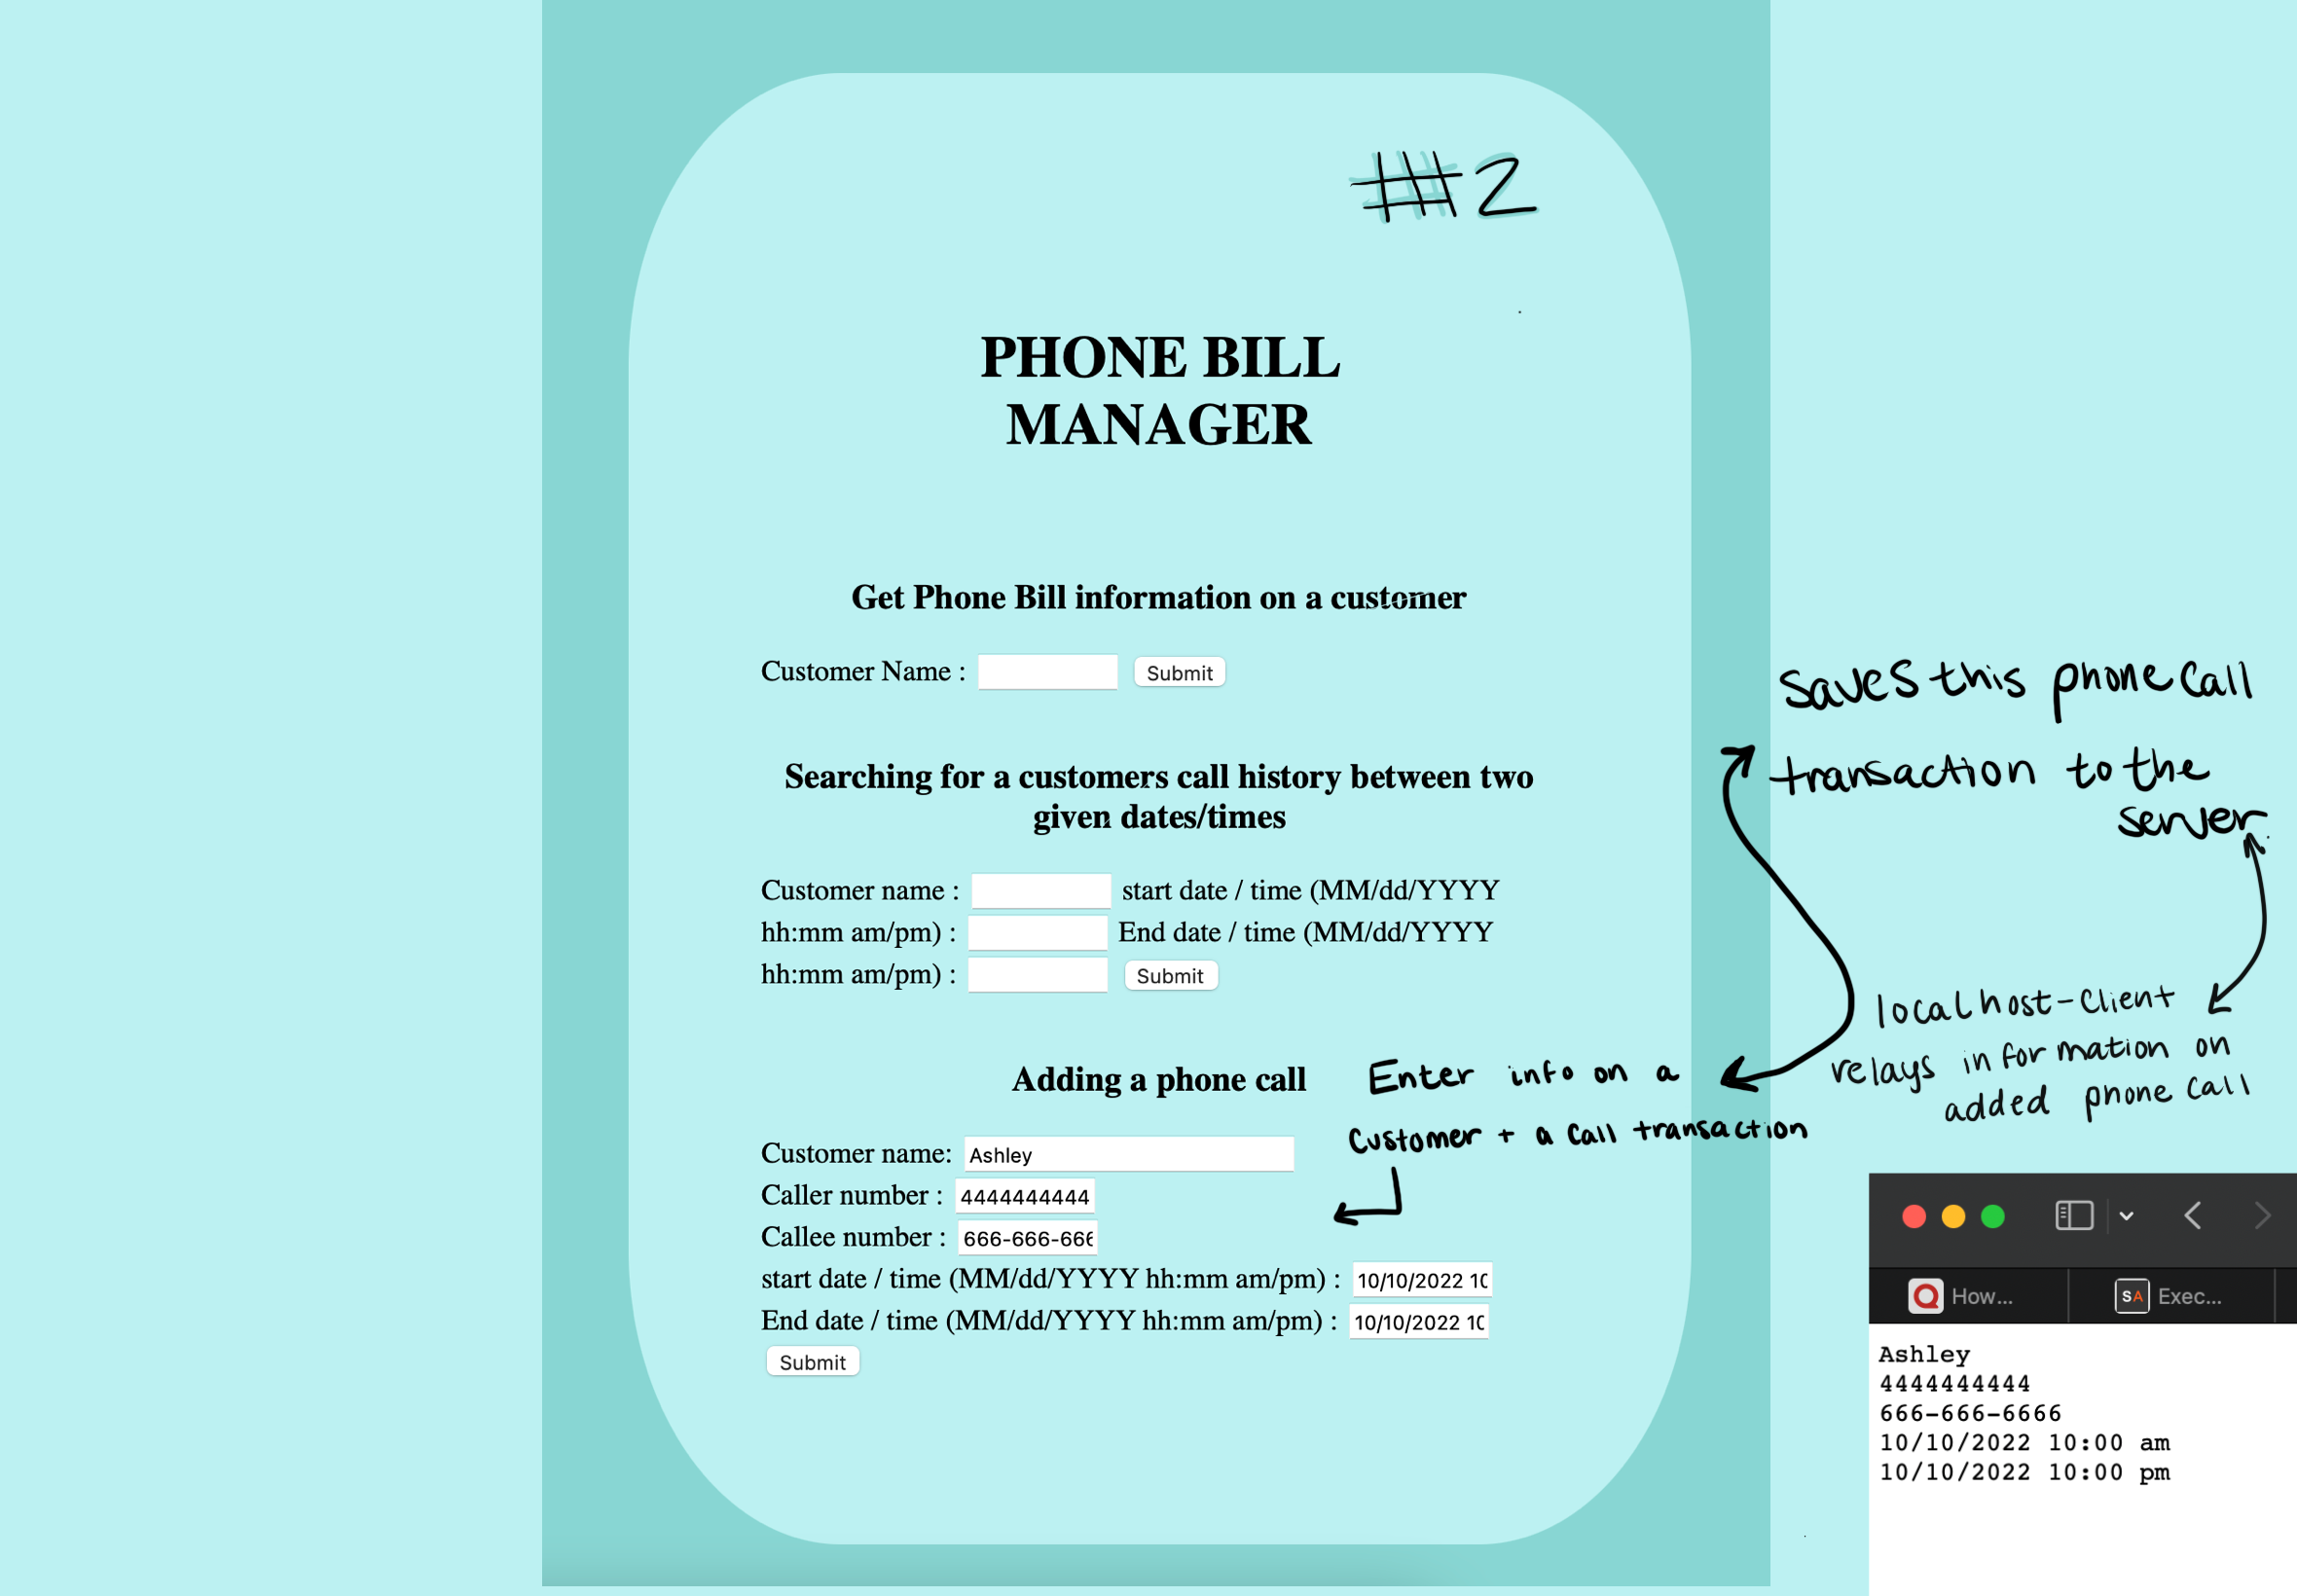 #2
PHONE BILL
MANAGER
Get Phone Bill information on a customer
Customer Name : Submit
Searching for a customers call history between two
given dates/times
Customer name : start date / time (MM/dd/YYYY
hh:mm am/pm) : End date / time (MM/dd/YYYY
hh:mm am/pm) : Submit
Adding a phone call
Customer name: Ashley
Caller number : 4444444444
Callee number : 666-666-666
start date / time (MM/dd/YYYY hh:mm am/pm) : 10/10/2022 10
End date / time (MM/dd/YYYY hh:mm am/pm) : 10/10/2022 10
Submit
Enter info on a
customer + a call transaction
saves this phone call
transaction to the
server
localhost-client
relays information on
added phone call
How...
SA Exec...
Ashley
4444444444
666-666-6666
10/10/2022 10:00 am
10/10/2022 10:00 pm